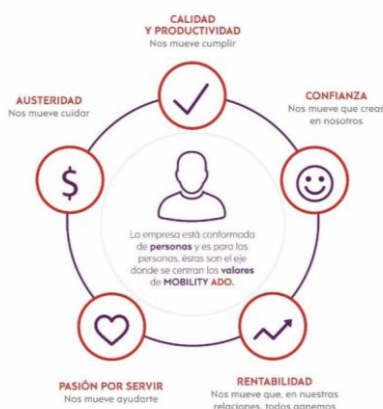 CALIDAD
Y PRODUCTIVIDAD
Nos mueve cumplir
AUSTERIDAD
Nos mueve cuidar
CONFIANZA
Nos mueve que creas
en nosotros
$
La empresa está conformada
de personas y es para las
personas, éstas son el eje
donde se centran los valores
de MOBILITY ADO.
PASIÓN POR SERVIR
Nos mueve ayudarte
RENTABILIDAD
Nos mueve que, en nuestras
relaciones, todos ganemos